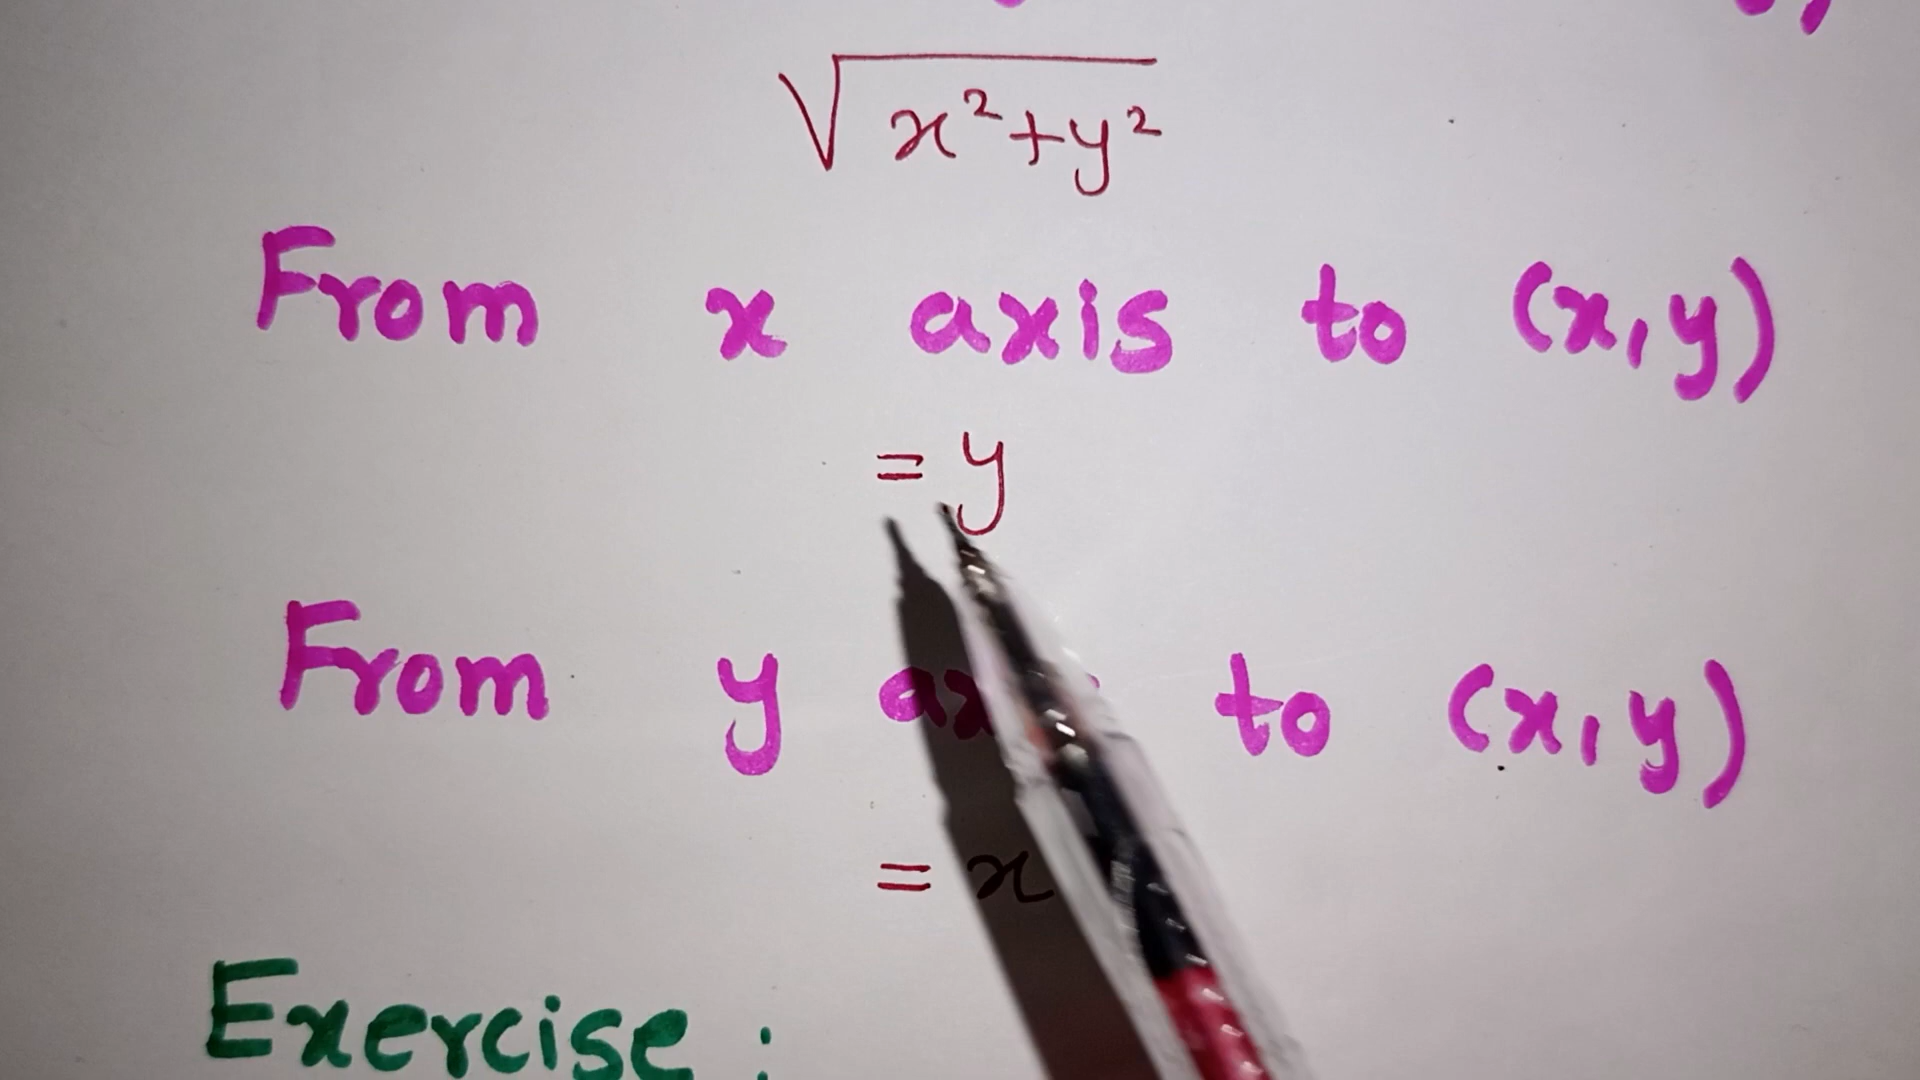 √x²+y²
From x axis to (x,y)
= y
From y to (x,y)
= x
Exercise :